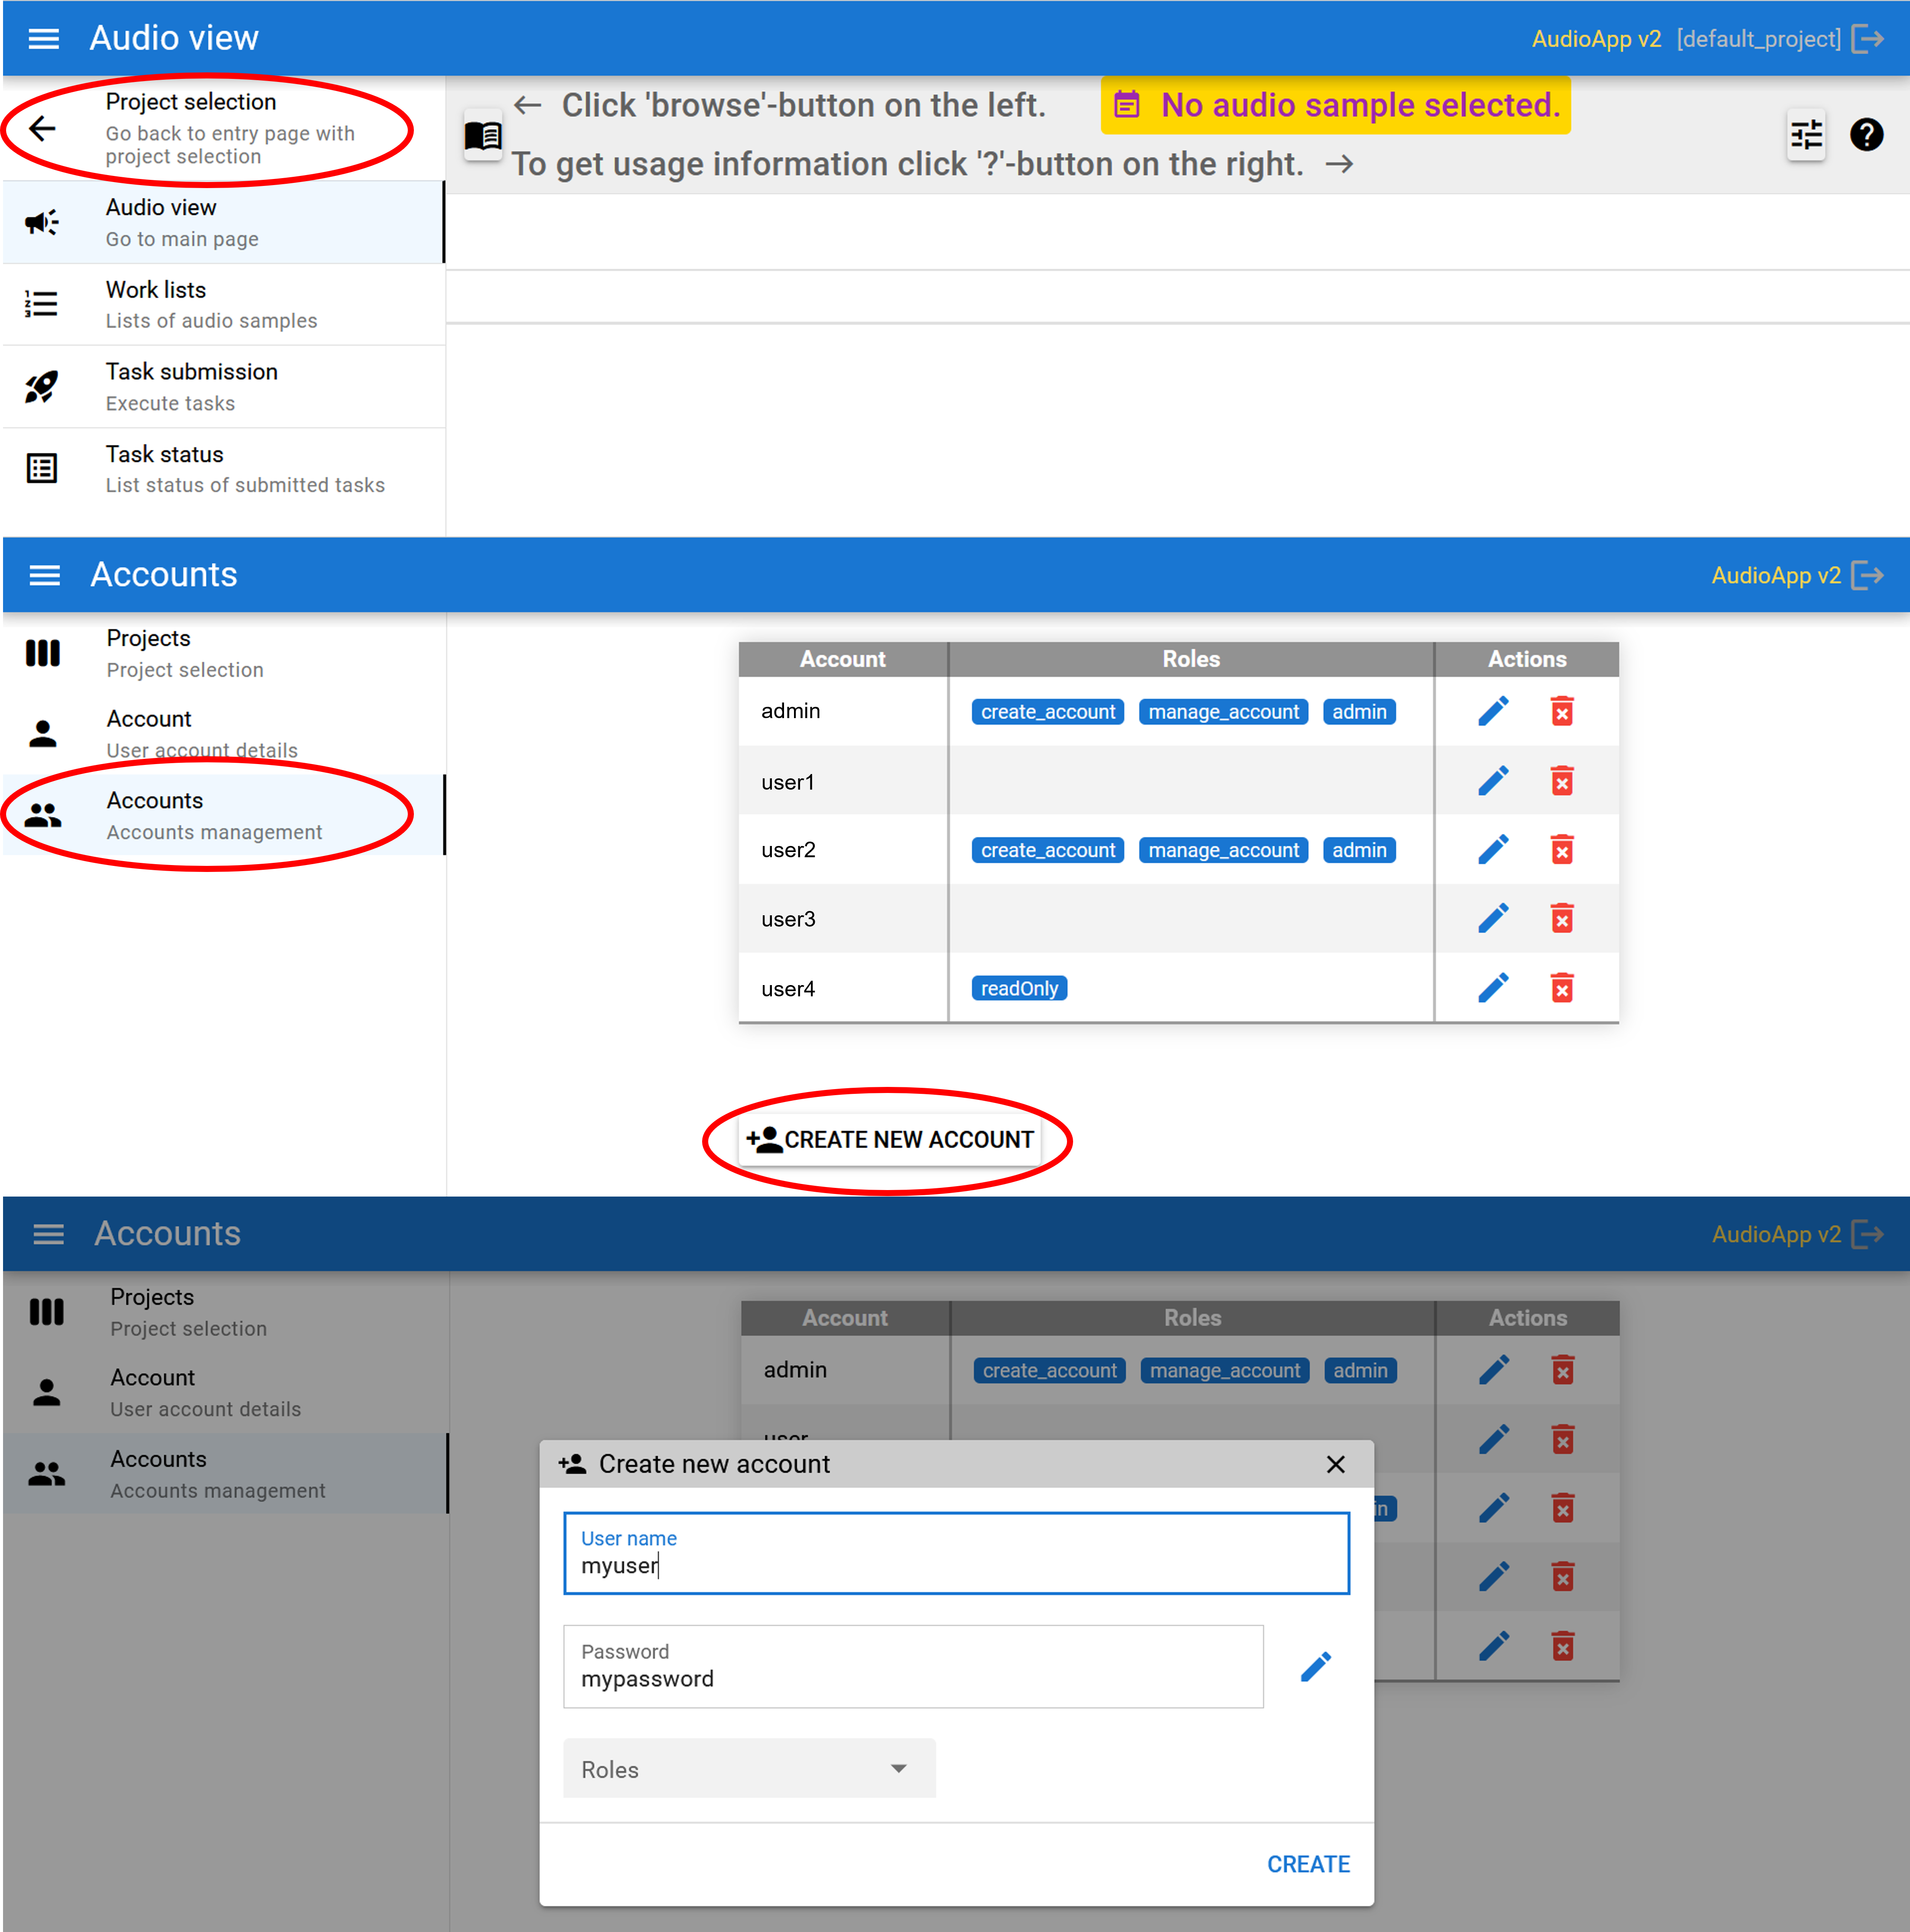 Audio view
AudioApp v2 [default_project]
Project selection
Go back to entry page with
project selection
← Click 'browse'-button on the left.
No audio sample selected.
To get usage information click '?'-button on the right. →
Audio view
Go to main page
Work lists
Lists of audio samples
Task submission
Execute tasks
Task status
List status of submitted tasks
Accounts
AudioApp v2
Projects
Project selection
Account
User account details
Accounts
Accounts management
Account Roles Actions
admin create_account manage_account admin
user1
user2 create_account manage_account admin
user3
user4 readOnly
CREATE NEW ACCOUNT
Accounts
AudioApp v2
Projects
Project selection
Account
User account details
Accounts
Accounts management
Account Roles Actions
admin create_account manage_account admin
user
in
Create new account
User name
myuser
Password
mypassword
Roles
CREATE